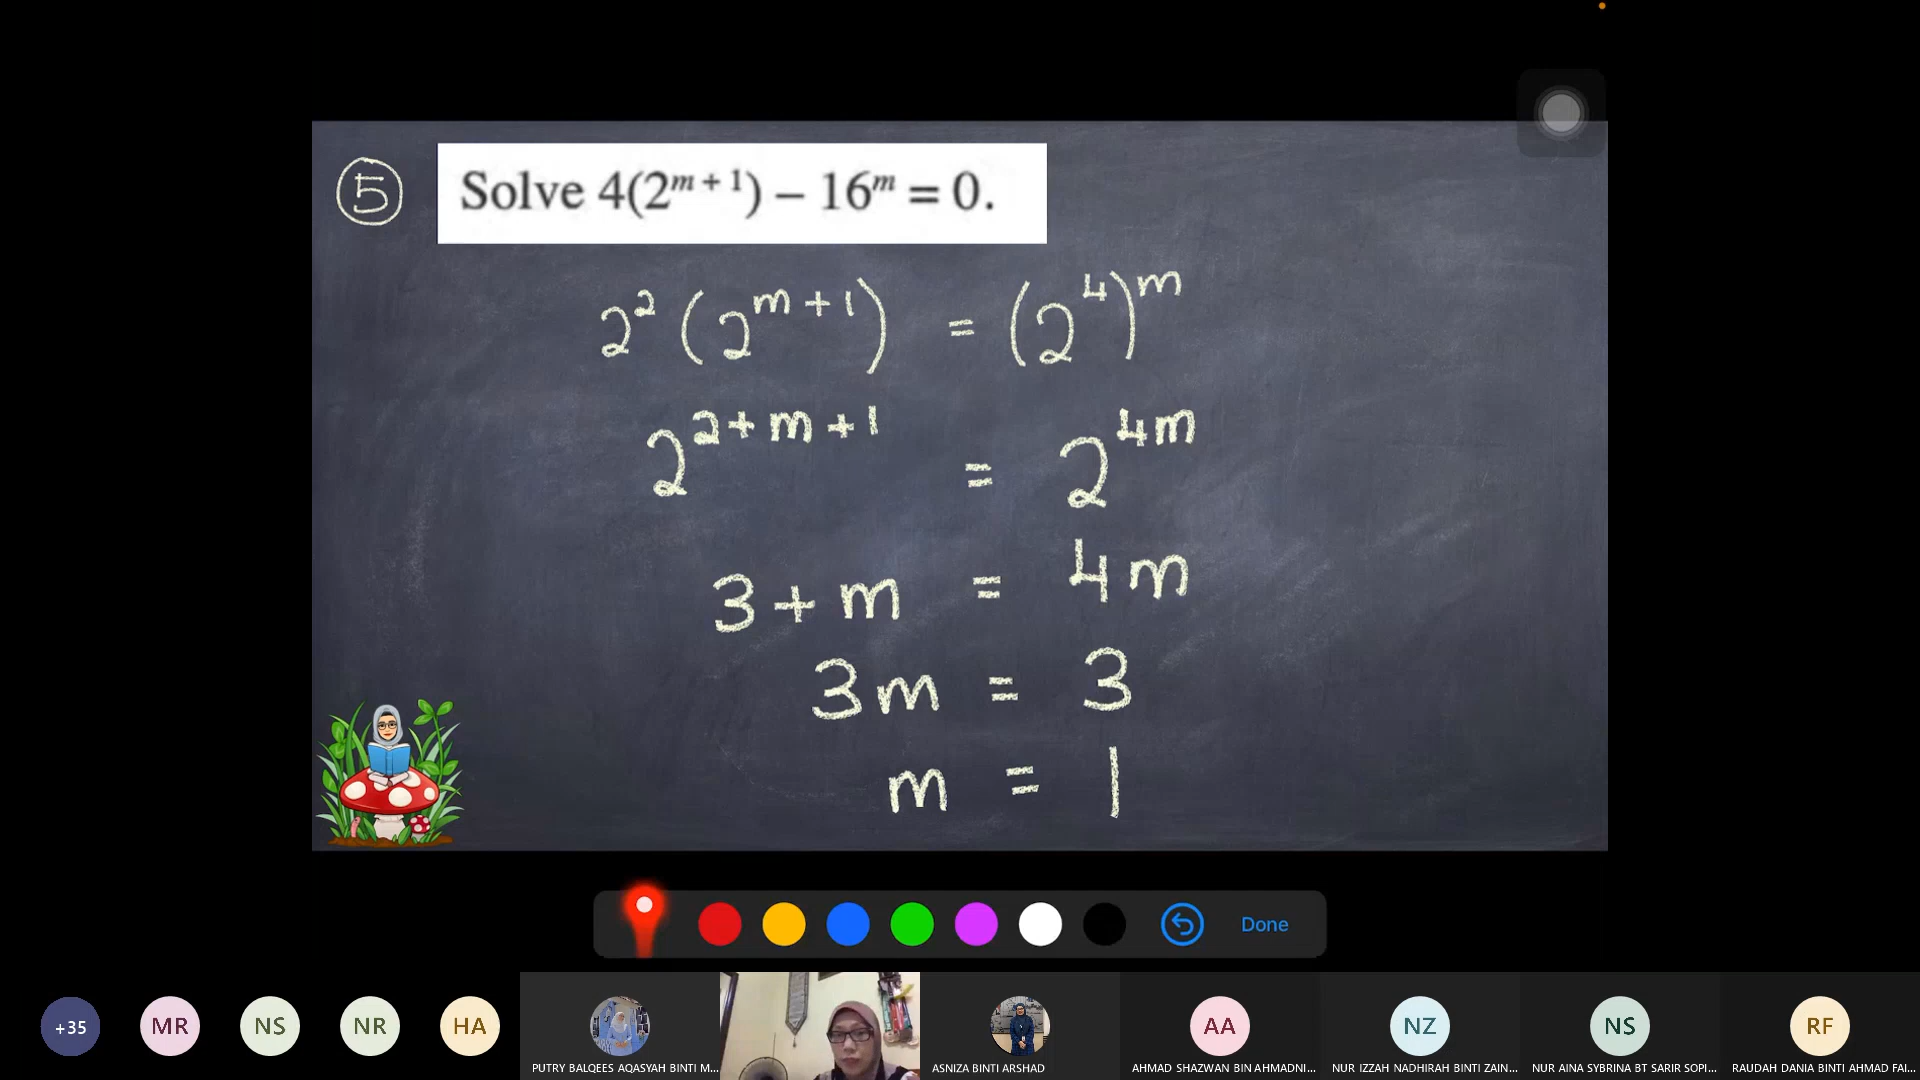 5
Solve 4(2^{m + 1}) – 16^m = 0.
2^2 (2^{m + 1}) = (2^4)^m
2^{2 + m + 1} = 2^{4m}
3 + m = 4m
3m = 3
m = 1
Done
+35 MR NS NR HA AA NZ NS RF
PUTRY BALQEES AQASYAH BINTI M... ASNIZA BINTI ARSHAD AHMAD SHAZWAN BIN AHMADNI... NUR IZZAH NADHIRAH BINTI ZAIN... NUR AINA SYBRINA BT SARIR SOPI... RAUDAH DANIA BINTI AHMAD FAI...